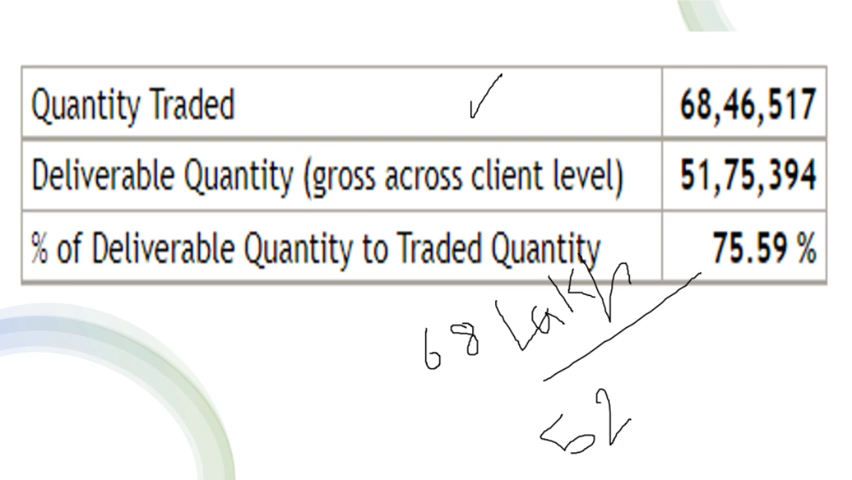 Quantity Traded 68,46,517
Deliverable Quantity (gross across client level) 51,75,394
% of Deliverable Quantity to Traded Quantity 75.59 %
68 Lakh
52